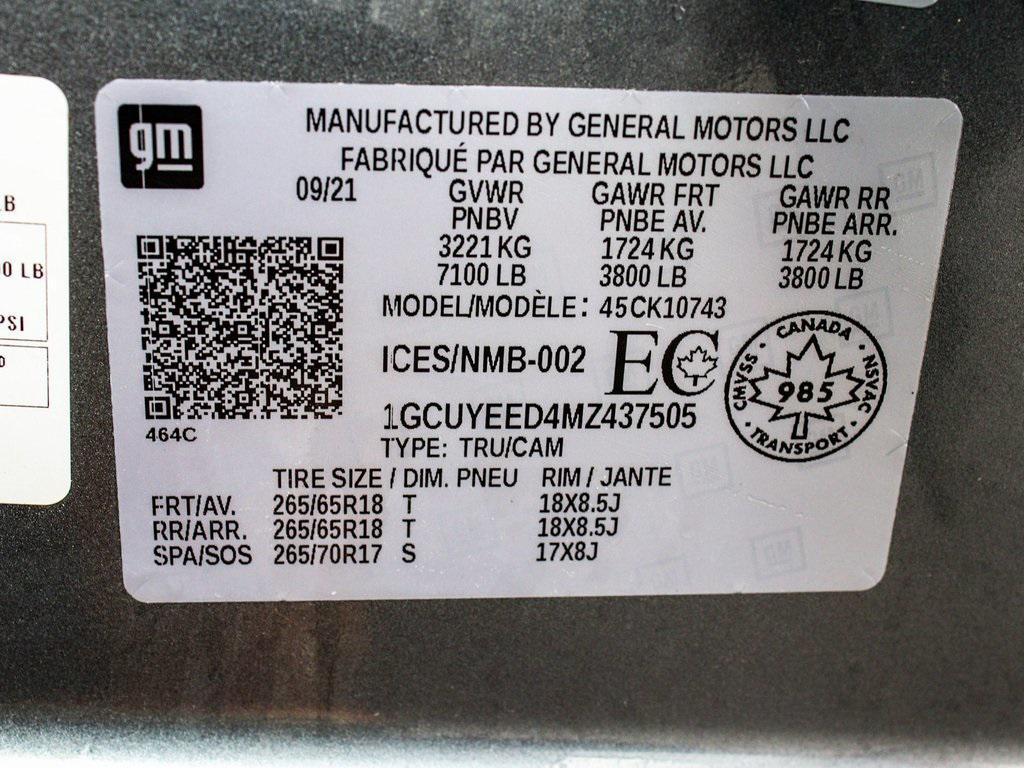 gm
MANUFACTURED BY GENERAL MOTORS LLC
FABRIQUÉ PAR GENERAL MOTORS LLC
09/21 GVWR GAWR FRT GAWR RR
PNBV PNBE AV. PNBE ARR.
3221 KG 1724 KG 1724 KG
7100 LB 3800 LB 3800 LB
MODEL/MODÈLE: 45CK10743
ICES/NMB-002 EC
CANADA
CMVSS 985 NSVAC
TRANSPORT
1GCUYEED4MZ437505
464C
TYPE: TRU/CAM
TIRE SIZE / DIM. PNEU RIM / JANTE
FRT/AV. 265/65R18 T 18X8.5J
RR/ARR. 265/65R18 T 18X8.5J
SPA/SOS 265/70R17 S 17X8J
LB
0 LB
PSI